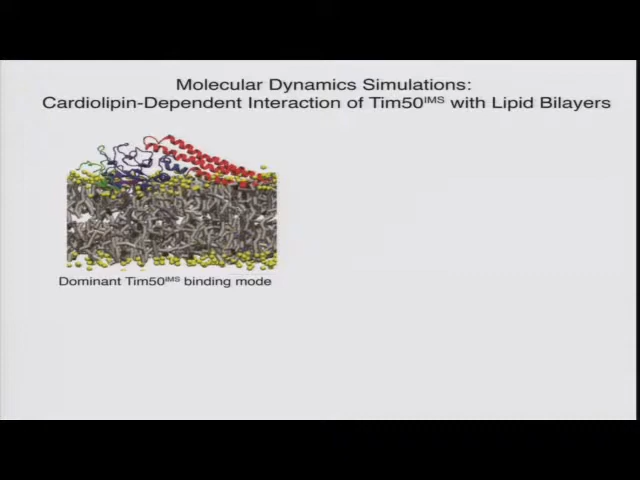 Molecular Dynamics Simulations:
Cardiolipin-Dependent Interaction of Tim50ᴵᴹˢ with Lipid Bilayers
Dominant Tim50ᴵᴹˢ binding mode